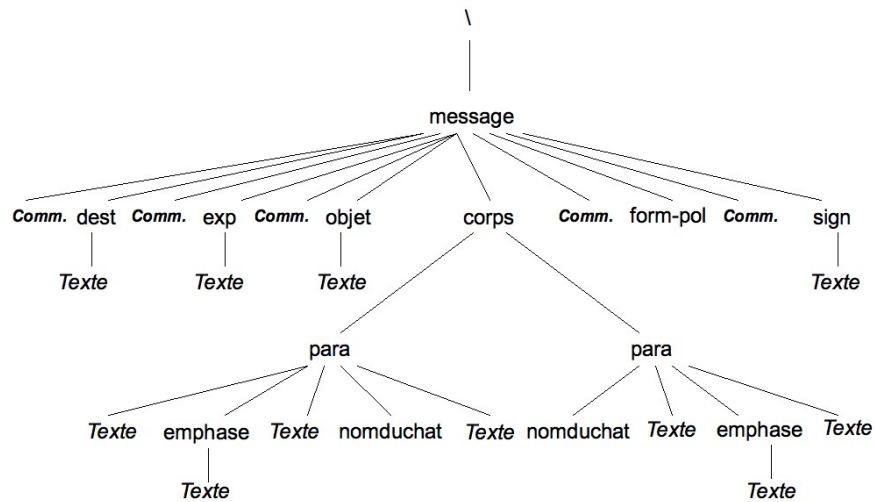 \
message
Comm. dest Comm. exp Comm. objet corps Comm. form-pol Comm. sign
Texte Texte Texte Texte
para para
Texte emphase Texte nomduchat Texte nomduchat Texte emphase Texte
Texte Texte